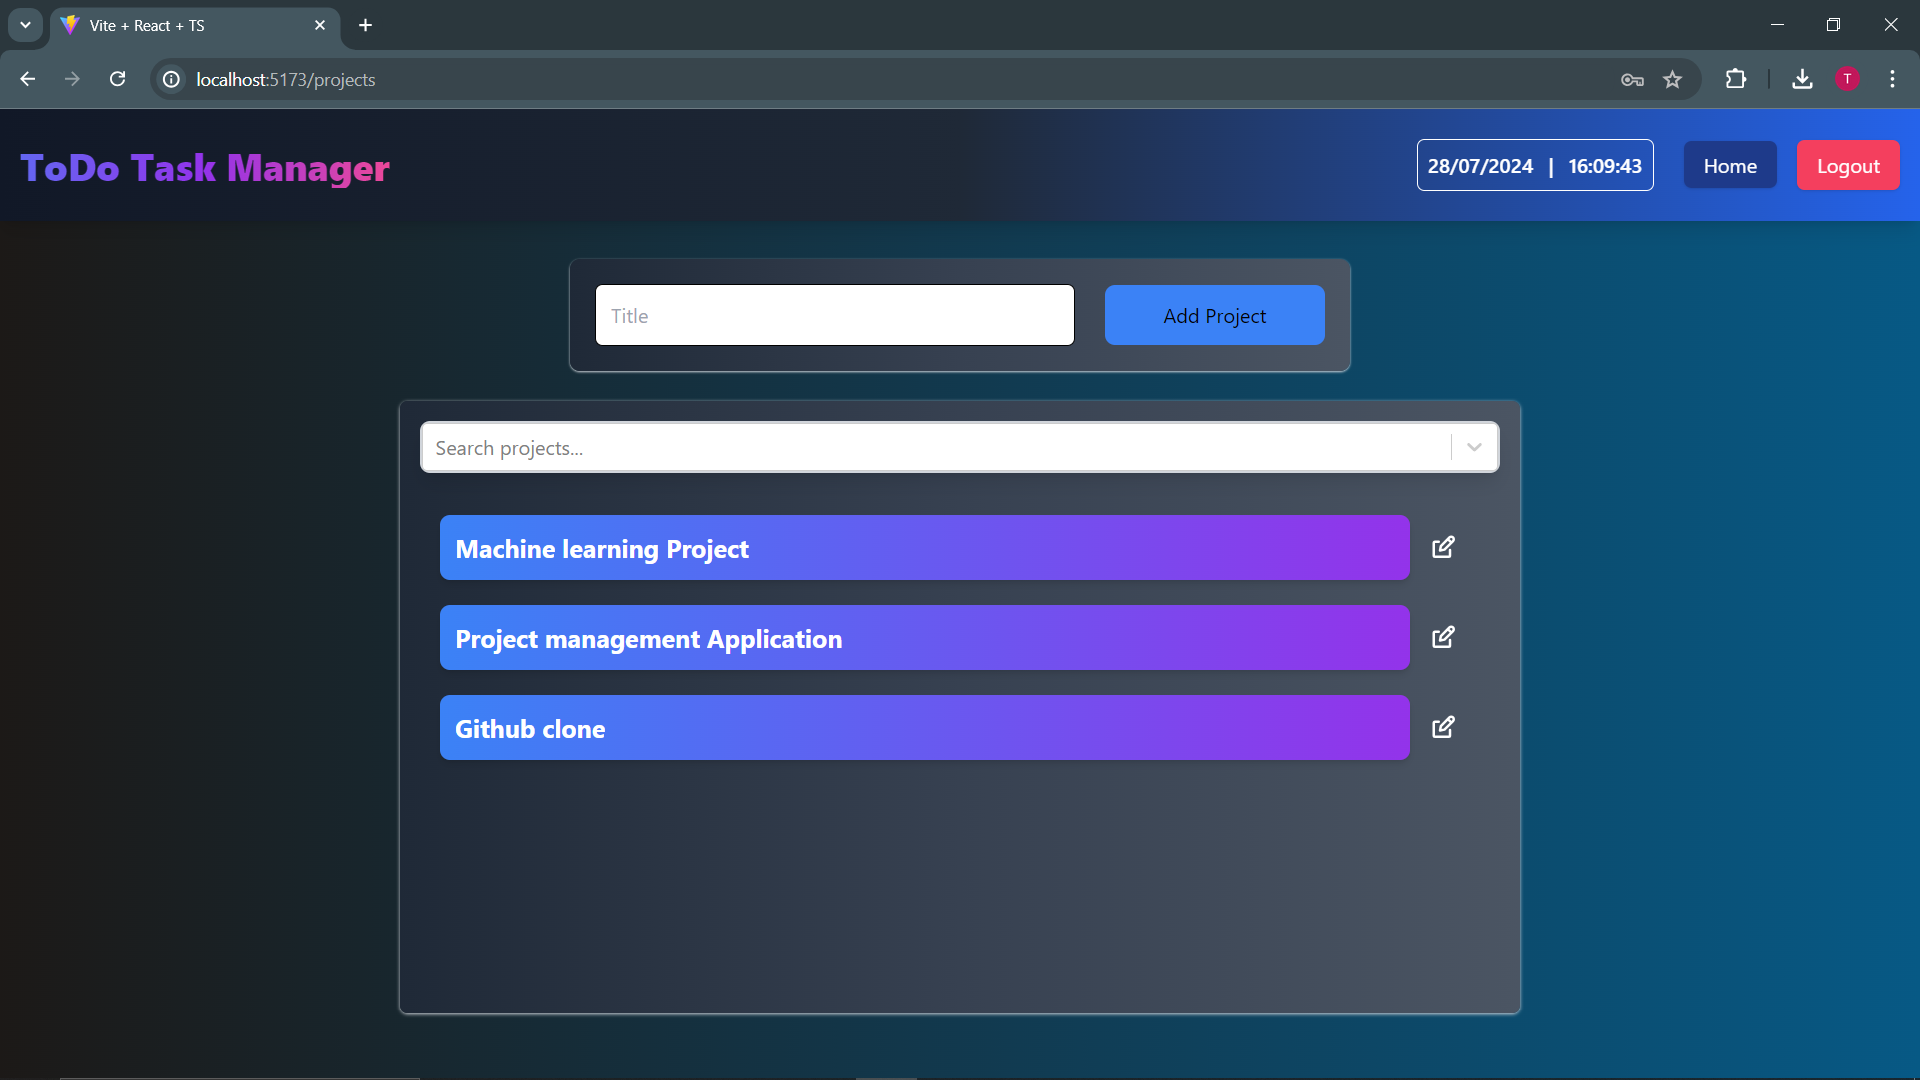 Vite + React + TS
localhost:5173/projects
T
ToDo Task Manager
28/07/2024 | 16:09:43
Home
Logout
Title
Add Project
Search projects...
Machine learning Project
Project management Application
Github clone